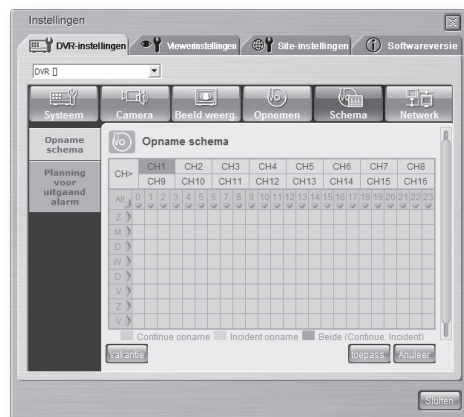 Instellingen
DVR-instellingen Viewerinstellingen Site-instellingen Softwareversie
DVR []
Systeem Camera Beeld weerg. Opnemen Schema Netwerk
Opname schema
Planning voor uitgaand alarm
Opname schema
CH> CH1 CH2 CH3 CH4 CH5 CH6 CH7 CH8
CH9 CH10 CH11 CH12 CH13 CH14 CH15 CH16
All 0 1 2 3 4 5 6 7 8 9 10 11 12 13 14 15 16 17 18 19 20 21 22 23
Z
M
D
W
D
V
Z
V
Continue opname Incident opname Beide (Continue, Incident)
Vakantie toepass Anuleer
Sluiten